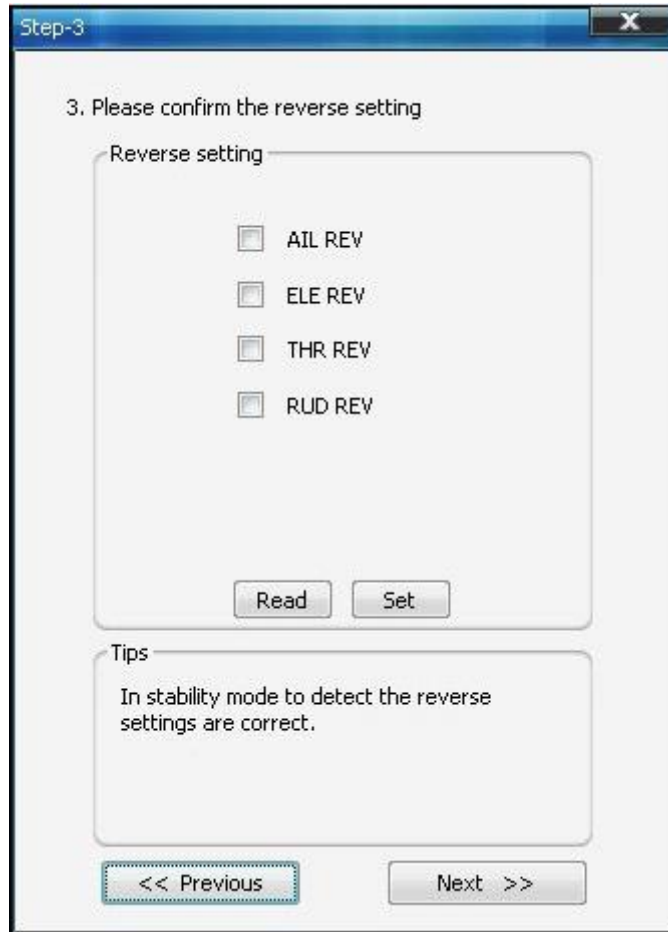 Step-3
X
3. Please confirm the reverse setting
Reverse setting
AIL REV
ELE REV
THR REV
RUD REV
Read Set
Tips
In stability mode to detect the reverse
settings are correct.
<< Previous Next >>